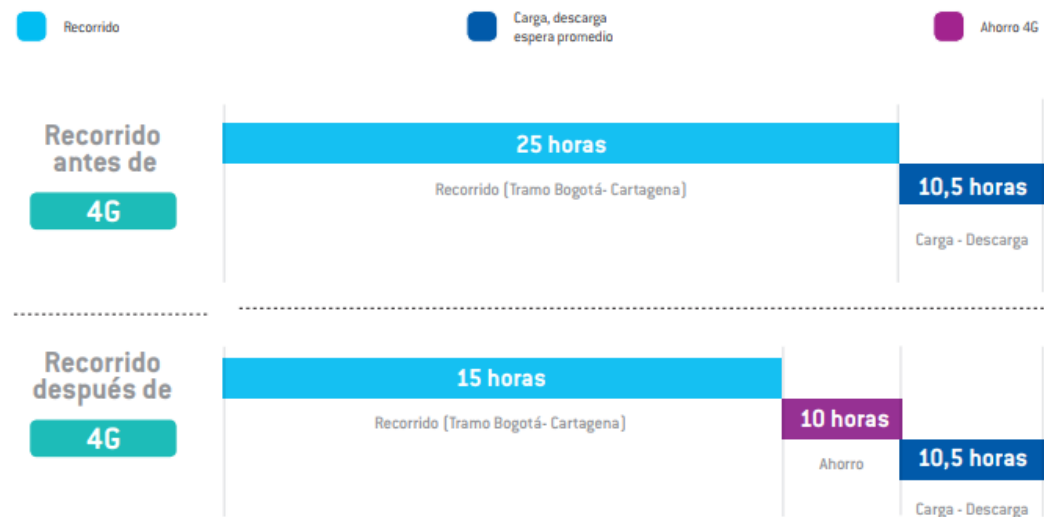 Recorrido
Carga, descarga
espera promedio
Ahorro 4G
Recorrido
antes de
4G
25 horas
Recorrido (Tramo Bogotá- Cartagena)
10,5 horas
Carga - Descarga
Recorrido
después de
4G
15 horas
Recorrido (Tramo Bogotá- Cartagena)
10 horas
Ahorro
10,5 horas
Carga - Descarga